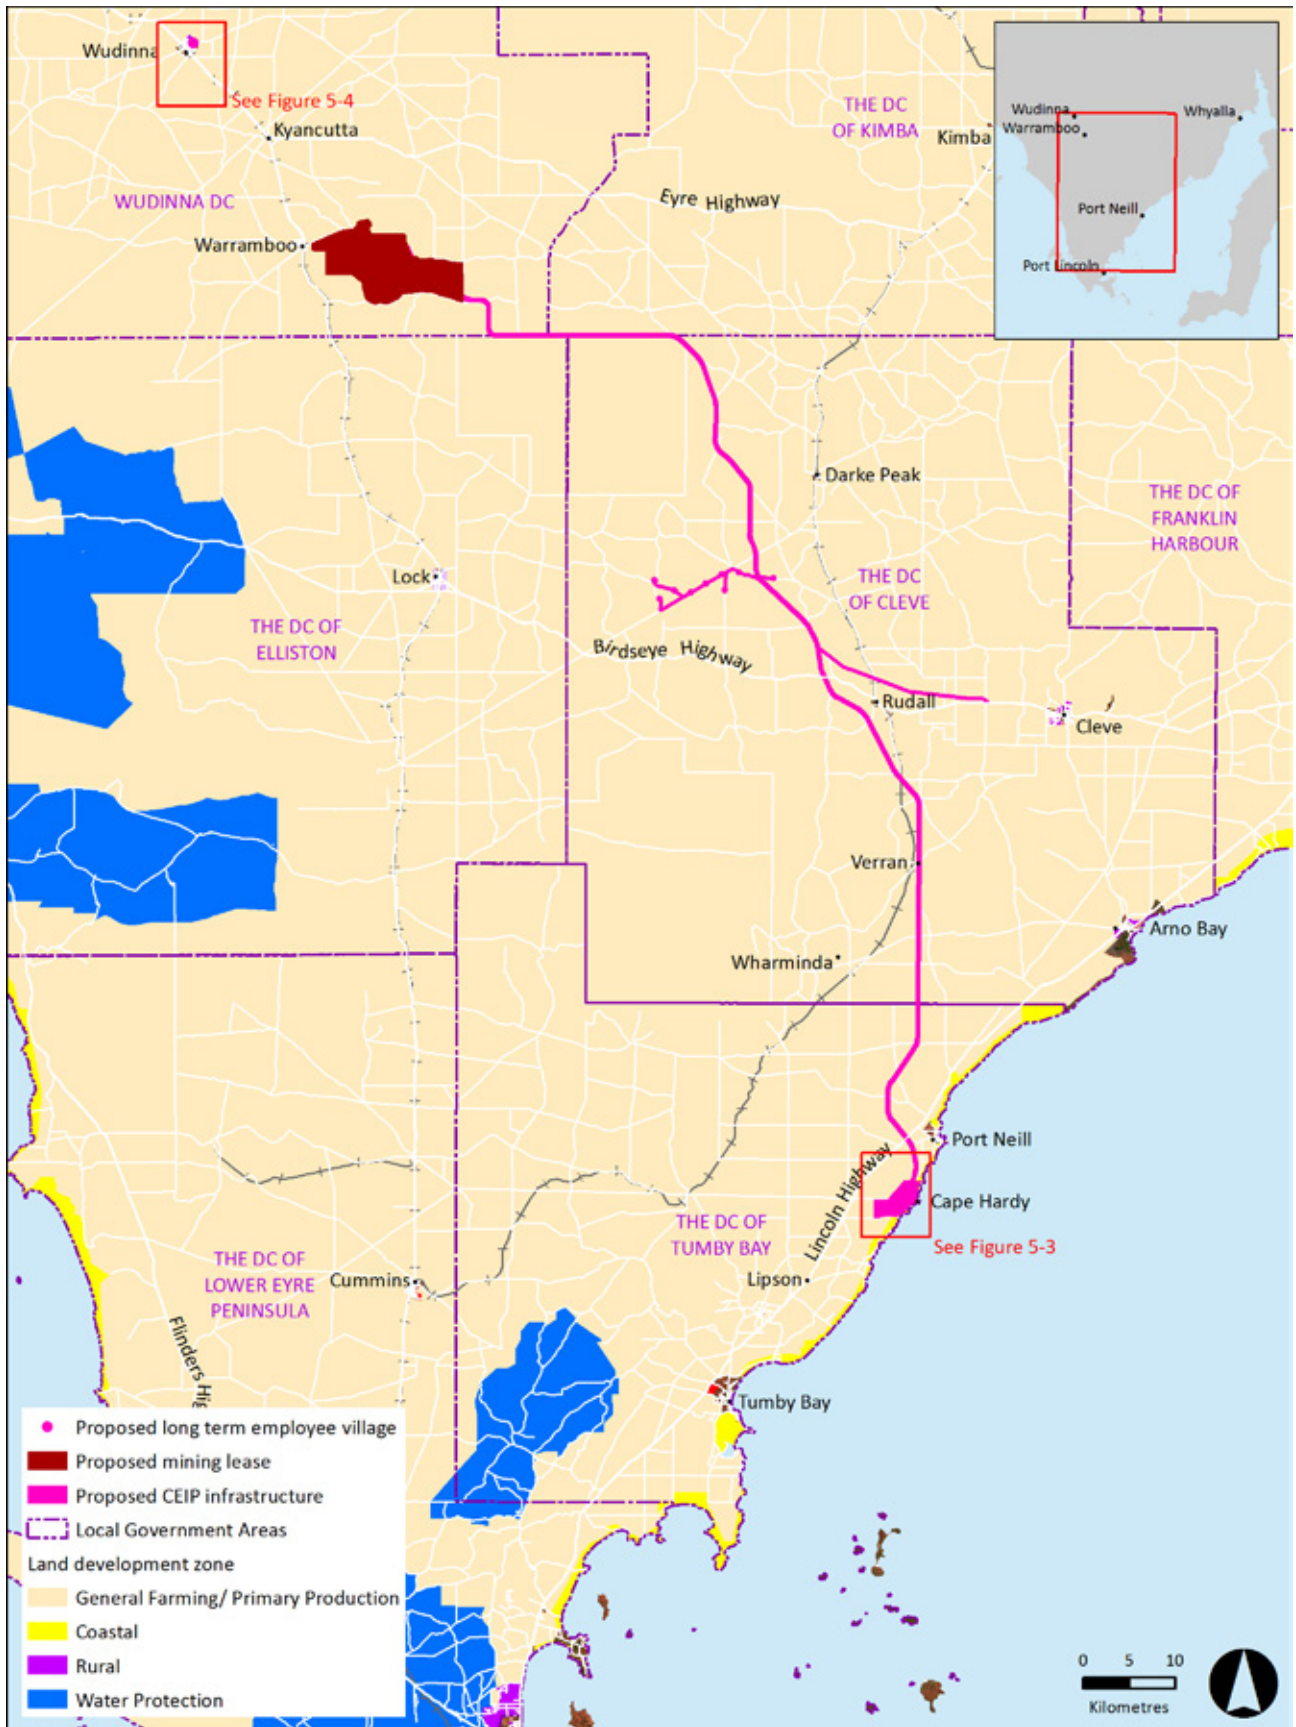 Wudinna
See Figure 5-4
Kyancutta
THE DC
OF KIMBA
Kimba
Wudinna
Warramboo
Whyalla
Port Neill
Port Lincoln
WUDINNA DC
Eyre Highway
Warramboo
Darke Peak
THE DC OF
FRANKLIN
HARBOUR
Lock
THE DC
OF CLEVE
THE DC OF
ELLISTON
Birdseye Highway
Rudall
Cleve
Verran
Arno Bay
Wharminda
Port Neill
Lincoln Highway
Cape Hardy
THE DC OF
TUMBY BAY
See Figure 5-3
THE DC OF
LOWER EYRE
PENINSULA
Cummins
Lipson
Flinders Hig
Tumby Bay
Proposed long term employee village
Proposed mining lease
Proposed CEIP infrastructure
Local Government Areas
Land development zone
General Farming/ Primary Production
Coastal
Rural
Water Protection
0 5 10
Kilometres